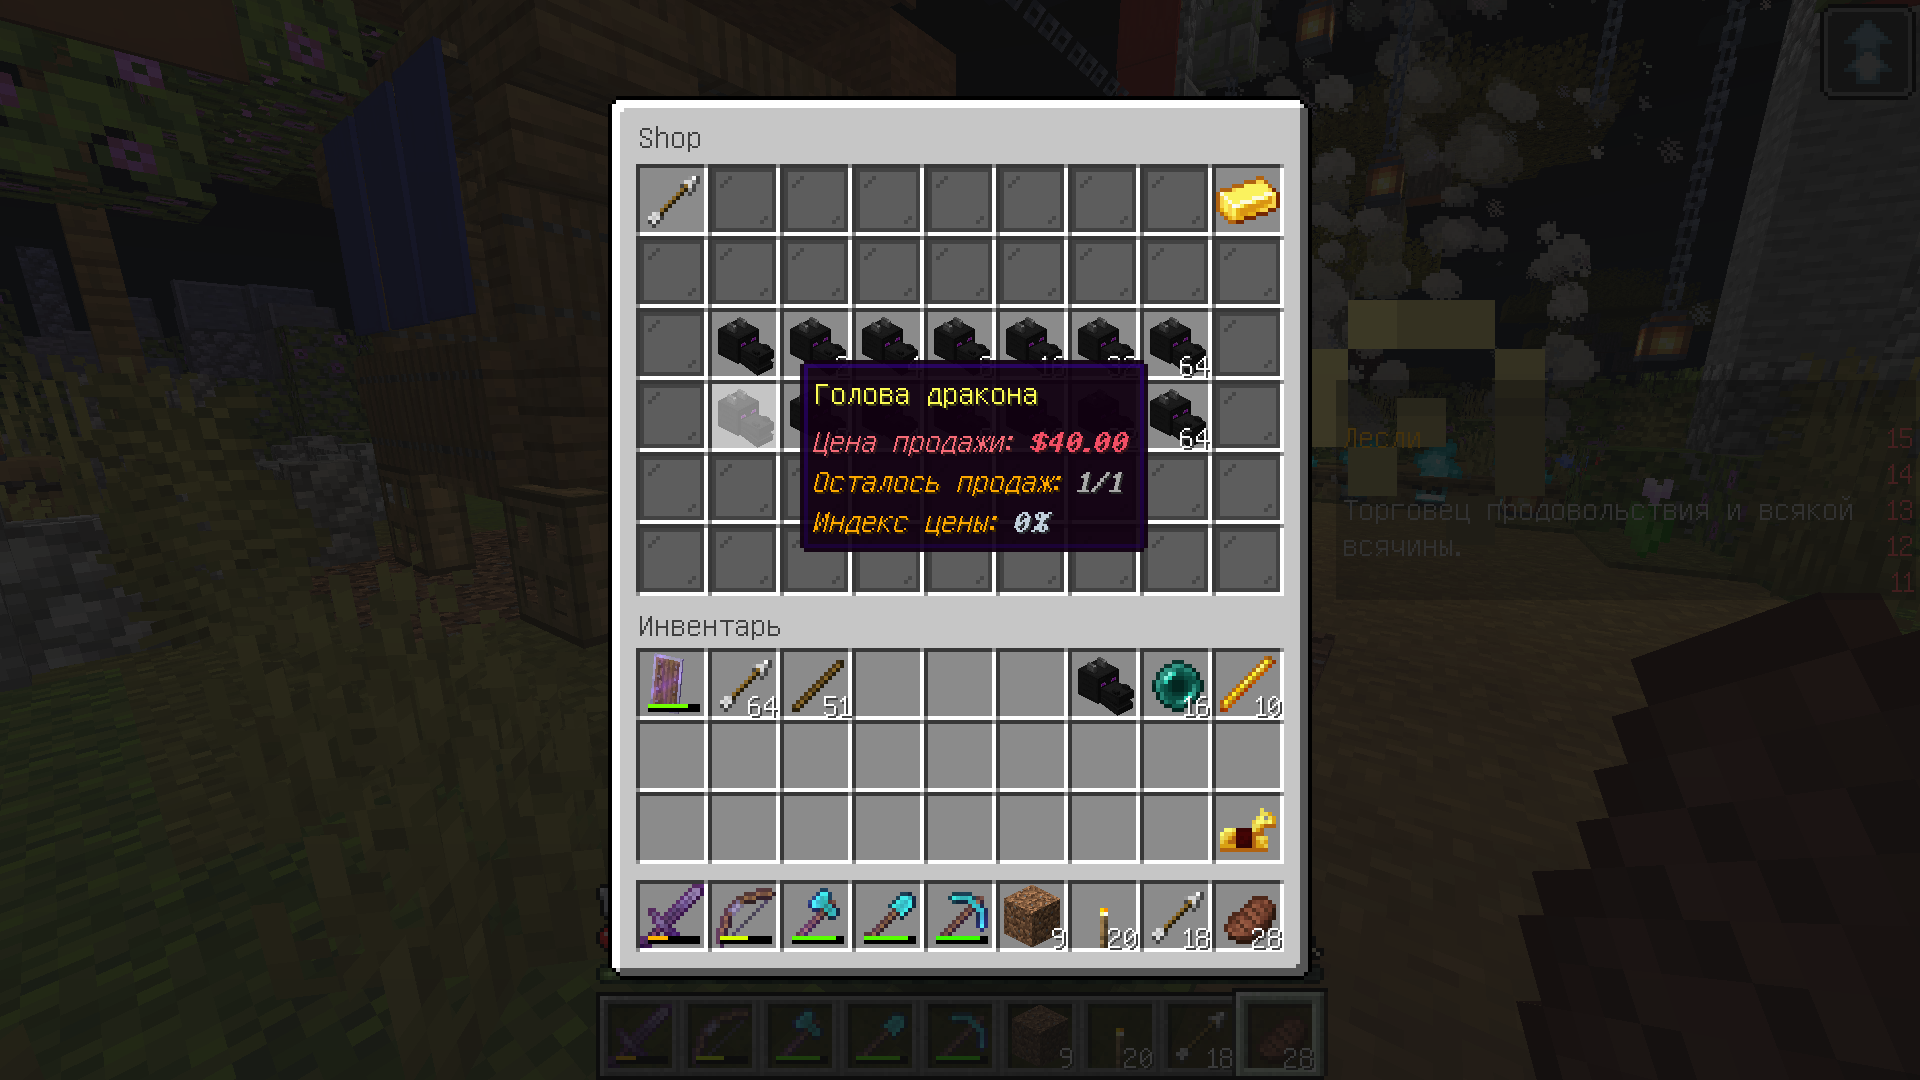 Shop
64
Голова дракона
Цена продажи: $40.00
64
Осталось продаж: 1/1
Индекс цены: 0%
Лесли
15
14
Торговец продовольствия и всякой
13
всячины.
12
11
Инвентарь
64
51
16
10
9
20
18
28
9
20
18
28